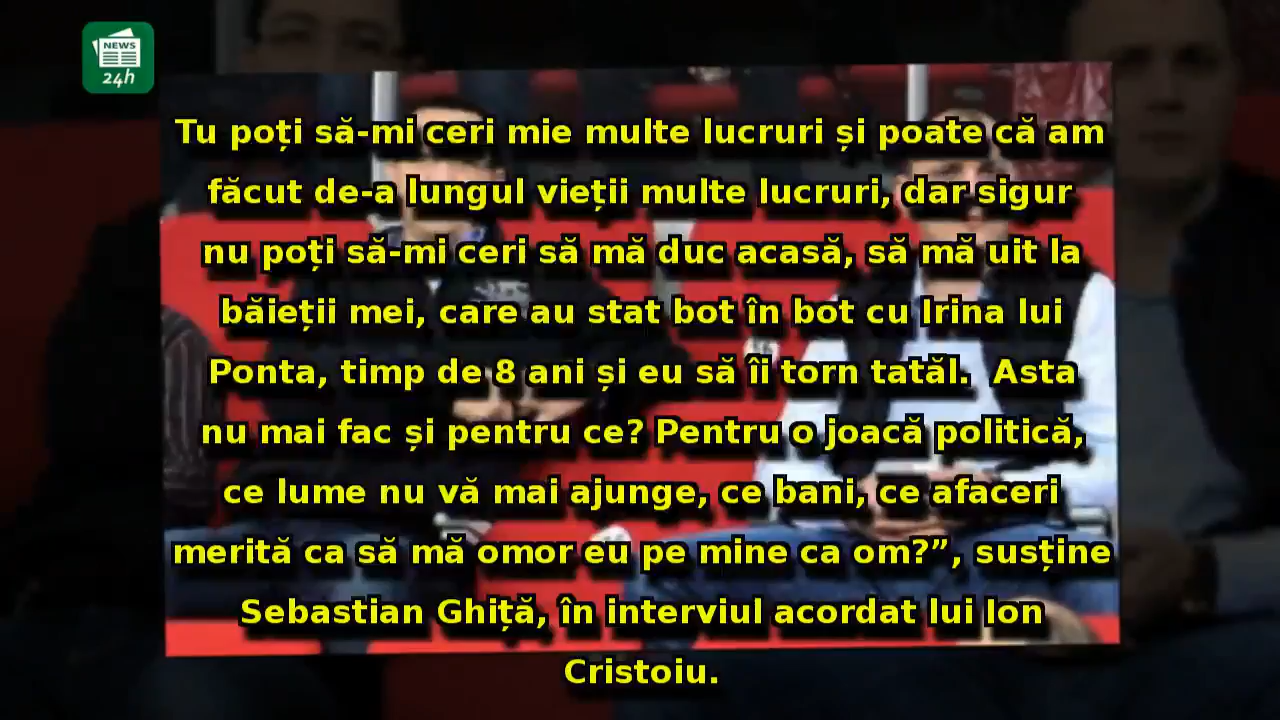 NEWS
24h
Tu poți să-mi ceri mie multe lucruri și poate că am
făcut de-a lungul vieții multe lucruri, dar sigur
nu poți să-mi ceri să mă duc acasă, să mă uit la
băieții mei, care au stat bot în bot cu Irina lui
Ponta, timp de 8 ani și eu să îi torn tatăl.  Asta
nu mai fac și pentru ce? Pentru o joacă politică,
ce lume nu vă mai ajunge, ce bani, ce afaceri
merită ca să mă omor eu pe mine ca om?”, susține
Sebastian Ghiță, în interviul acordat lui Ion
Cristoiu.